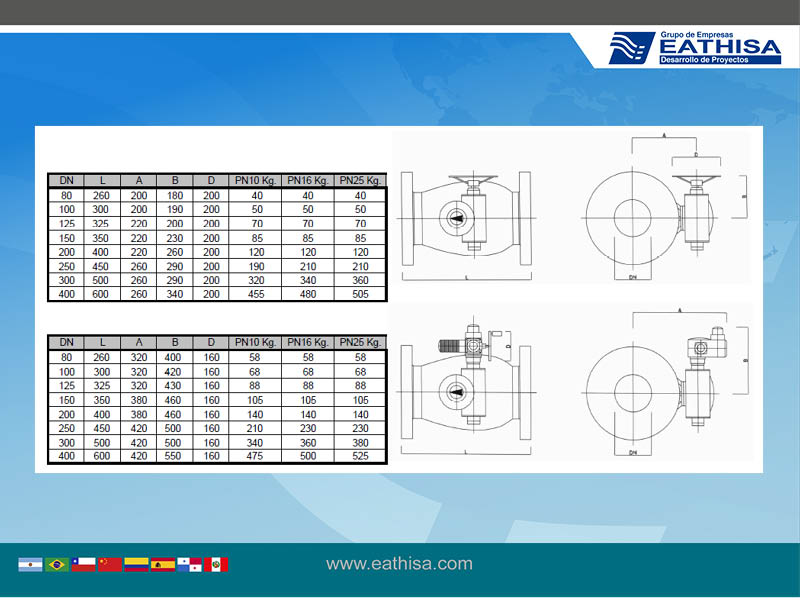 Grupo de Empresas
EATHISA
Desarrollo de Proyectos
DN L A B D PN10 Kg. PN16 Kg. PN25 Kg.
80 260 200 180 200 40 40 40
100 300 200 190 200 50 50 50
125 325 220 200 200 70 70 70
150 350 220 230 200 85 85 85
200 400 220 260 200 120 120 120
250 450 260 290 200 190 210 210
300 500 260 290 200 320 340 360
400 600 260 340 200 455 480 505
A
D
B
L
DN
DN L A B D PN10 Kg. PN16 Kg. PN25 Kg.
80 260 320 400 160 58 58 58
100 300 320 420 160 68 68 68
125 325 320 430 160 88 88 88
150 350 380 460 160 105 105 105
200 400 380 460 160 140 140 140
250 450 420 500 160 210 230 230
300 500 420 500 160 340 360 380
400 600 420 550 160 475 500 525
A
D
B
L
DN
www.eathisa.com